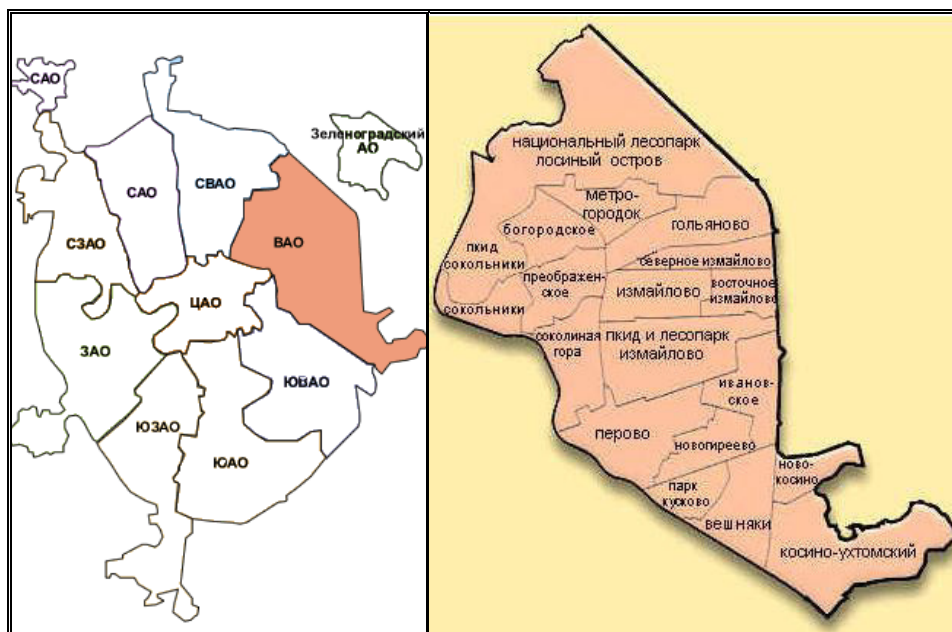 САО
Зеленоградский
АО
САО
СВАО
СЗАО
ВАО
ЦАО
ЗАО
ЮВАО
ЮЗАО
ЮАО
национальный лесопарк
лосиный остров
метро-
городок
гольяново
богородское
пкид
сокольники
северное измайлово
преображен-
ское
измайлово
восточное
измайлово
сокольники
соколиная
гора
пкид и лесопарк
измайлово
ивановс-
кое
перово
новогиреево
ново-
косино
парк
кусково
вешняки
косино-ухтомский